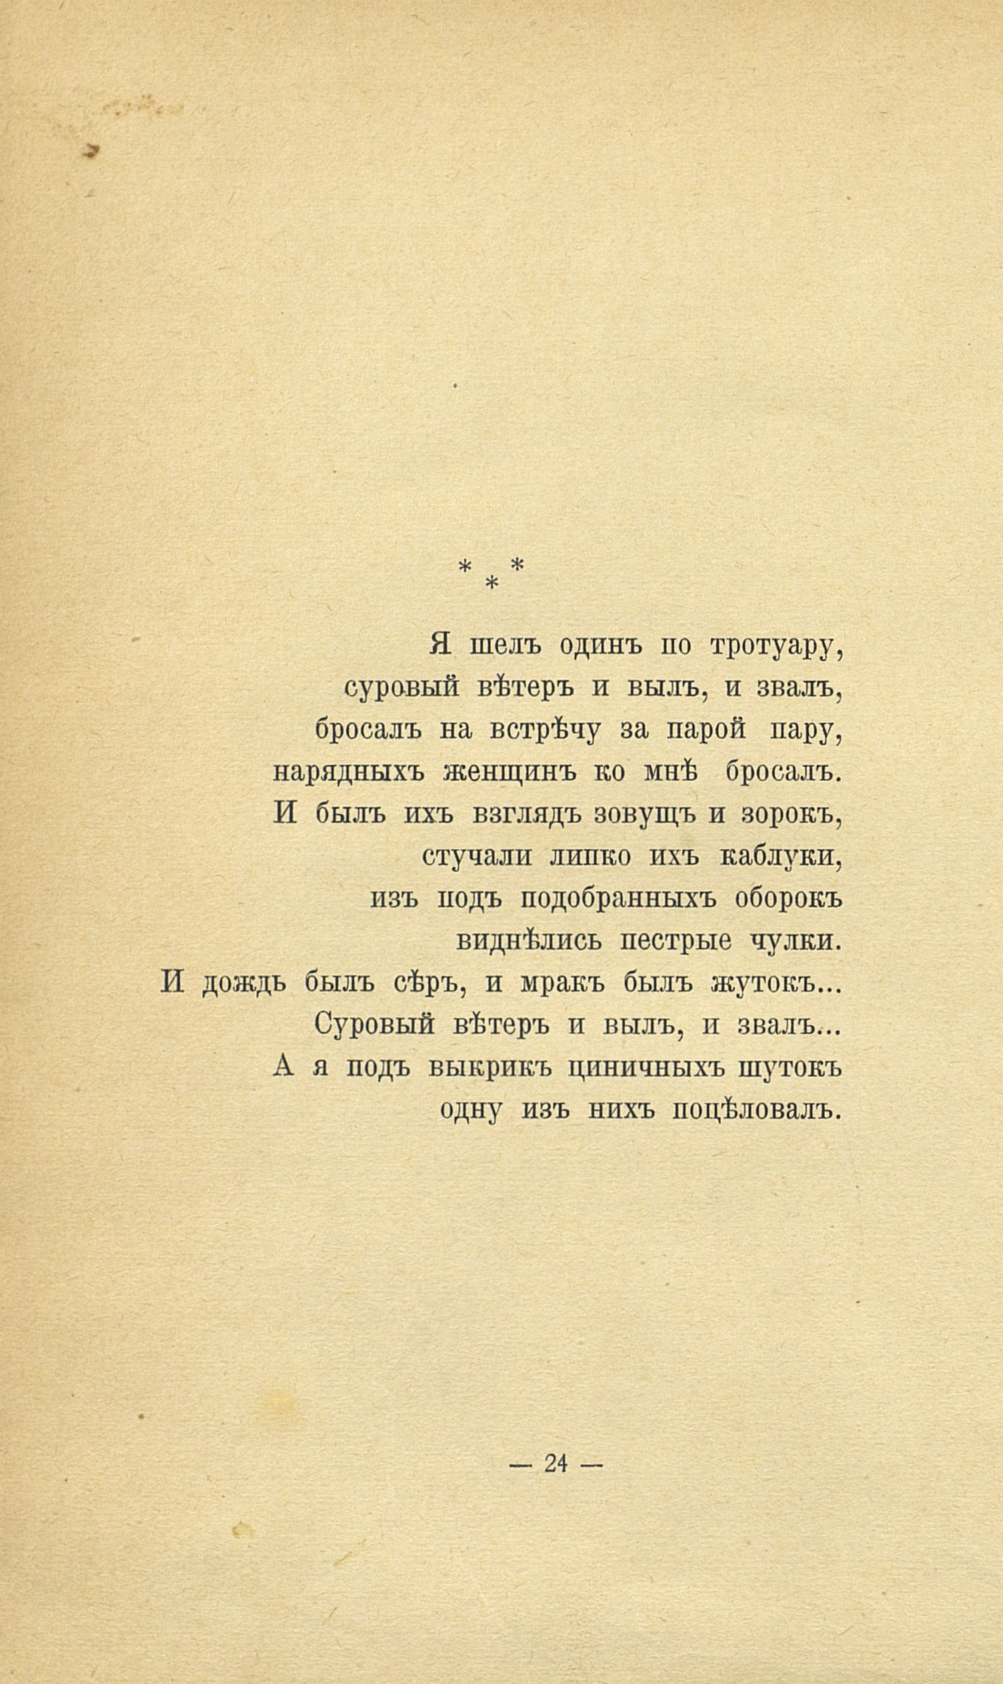 * * *
Я шелъ одинъ по тротуару,
суровый вѣтеръ и вылъ, и звалъ,
бросалъ на встрѣчу за парой пару,
нарядныхъ женщинъ ко мнѣ бросалъ.
И былъ ихъ взглядъ зовущъ и зорокъ,
стучали липко ихъ каблуки,
изъ подъ подобранныхъ оборокъ
виднѣлись пестрые чулки.
И дождь былъ сѣръ, и мракъ былъ жутокъ...
Суровый вѣтеръ и вылъ, и звалъ...
А я подъ выкрикъ циничныхъ шутокъ
одну изъ нихъ поцѣловалъ.
— 24 —